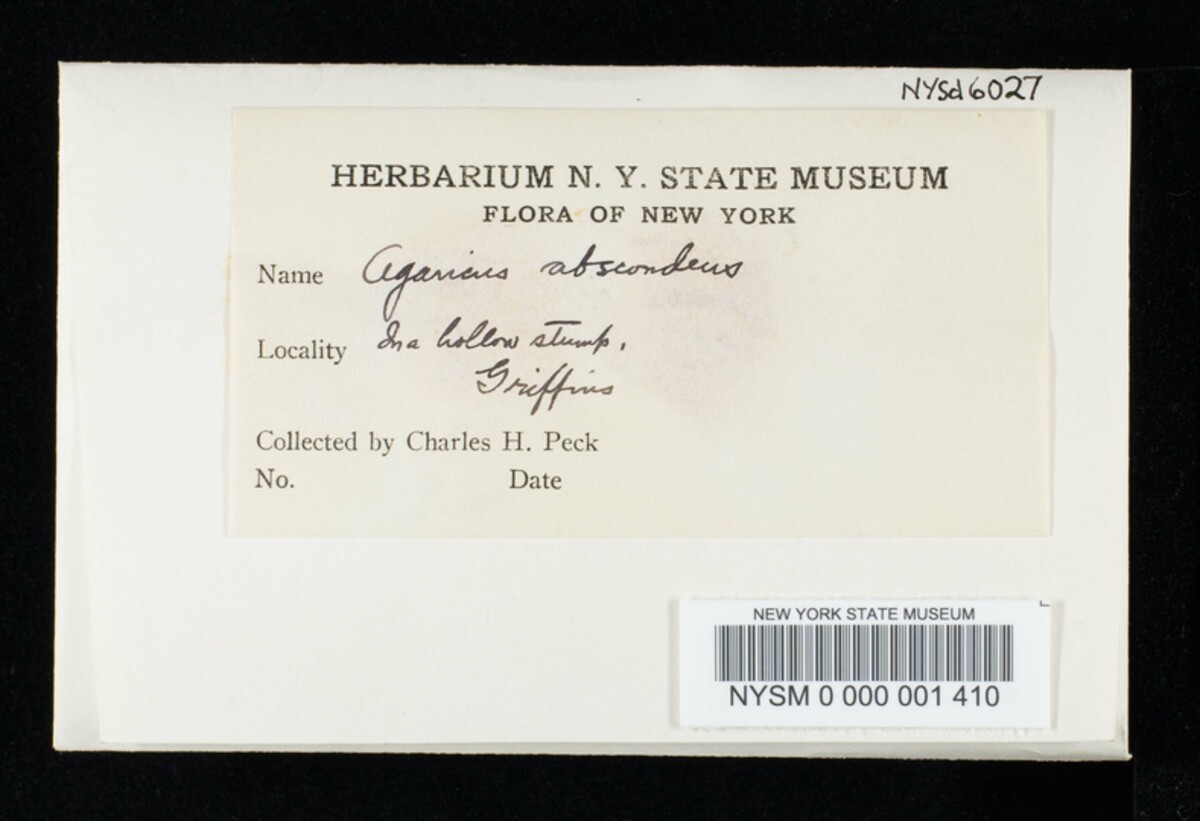 NYSd6027
HERBARIUM N. Y. STATE MUSEUM
FLORA OF NEW YORK
Name Agaricus abscondens
Locality In a hollow stump,
Griffins
Collected by Charles H. Peck
No. Date
NEW YORK STATE MUSEUM
NYSM 0 000 001 410